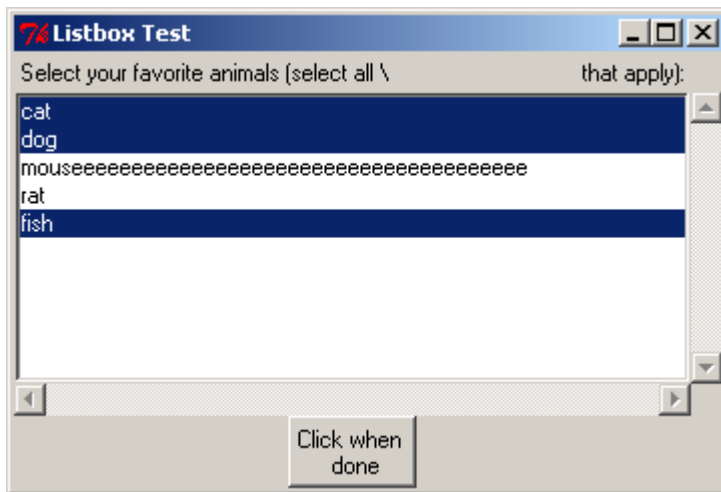 Listbox Test
Select your favorite animals (select all \ that apply):
cat
dog
mouseeeeeeeeeeeeeeeeeeeeeeeeeeeeeeeeeeeeee
rat
fish
Click when
done